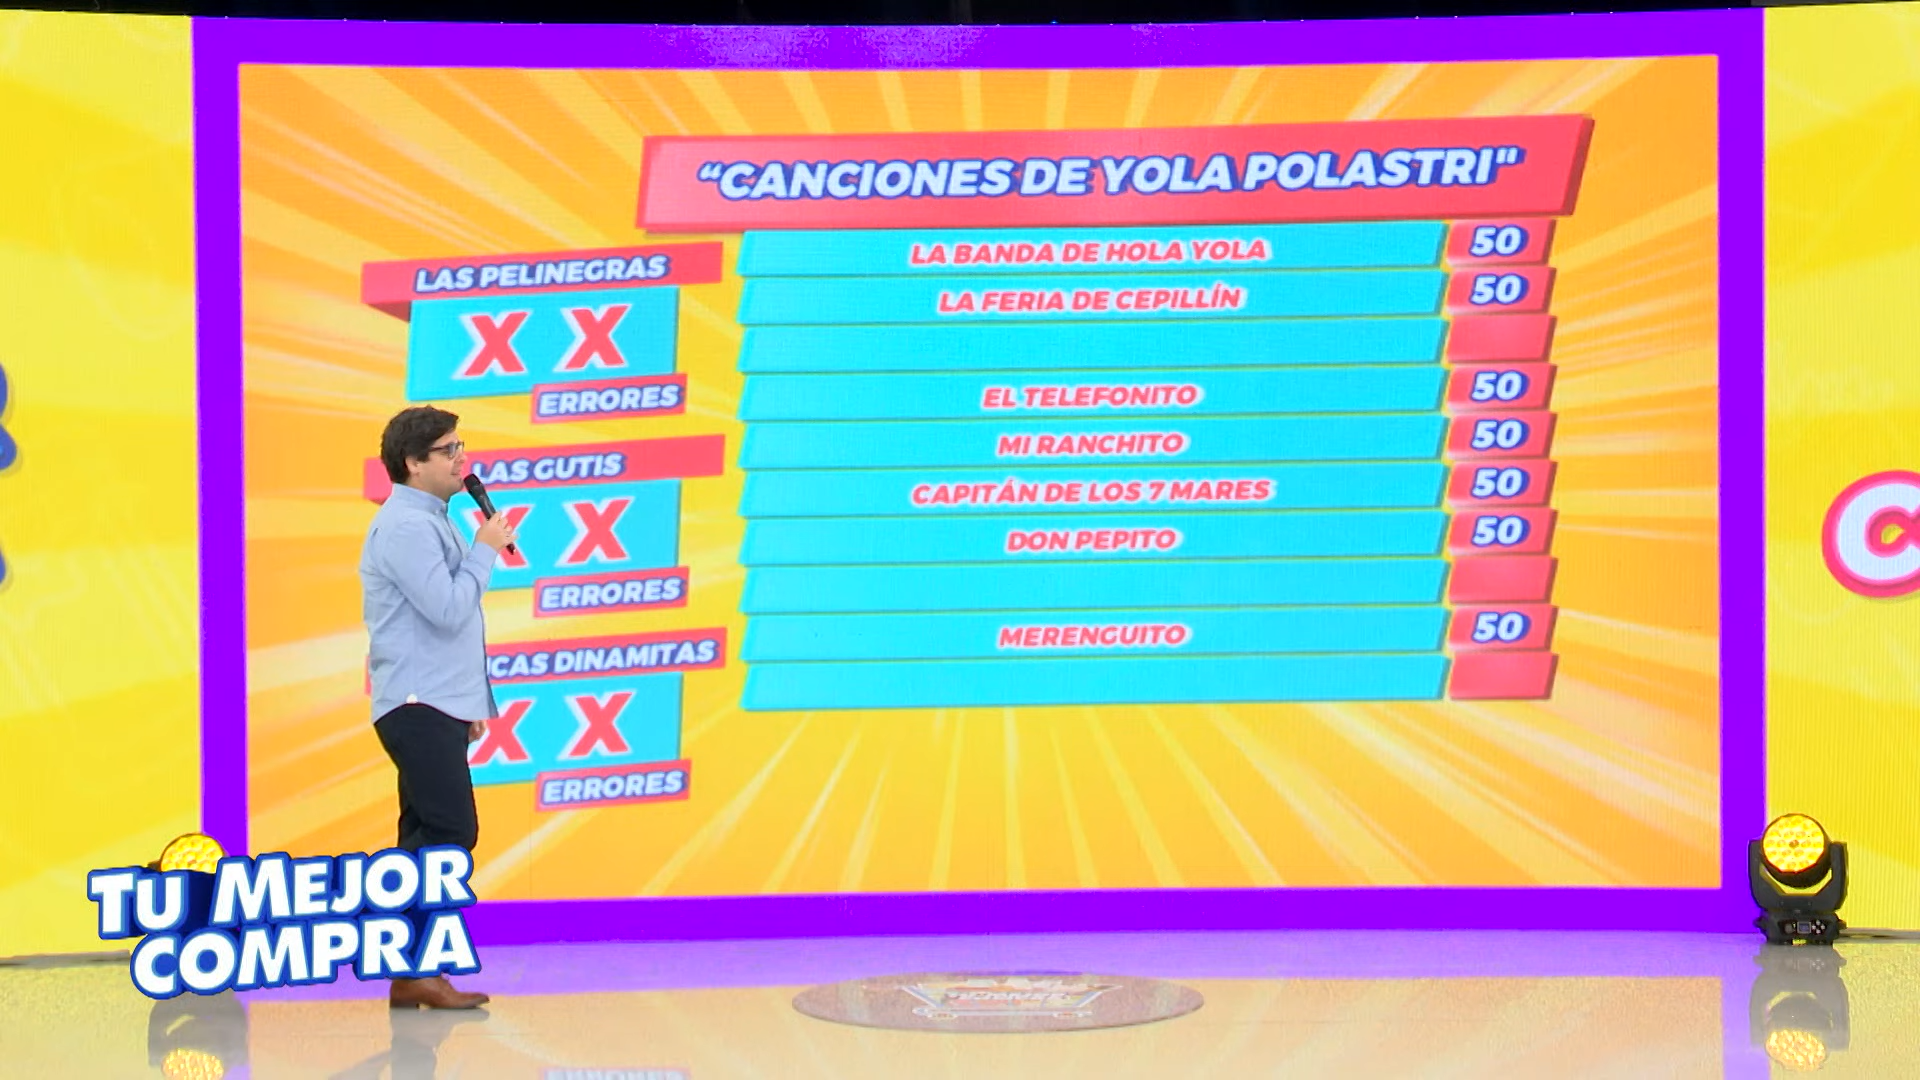 “CANCIONES DE YOLA POLASTRI"
LAS PELINEGRAS
X X
ERRORES
LAS GUTIS
X X
ERRORES
ICAS DINAMITAS
X X
ERRORES
LA BANDA DE HOLA YOLA 50
LA FERIA DE CEPILLÍN 50
EL TELEFONITO 50
MI RANCHITO 50
CAPITÁN DE LOS 7 MARES 50
DON PEPITO 50
MERENGUITO 50
C
TU MEJOR
COMPRA